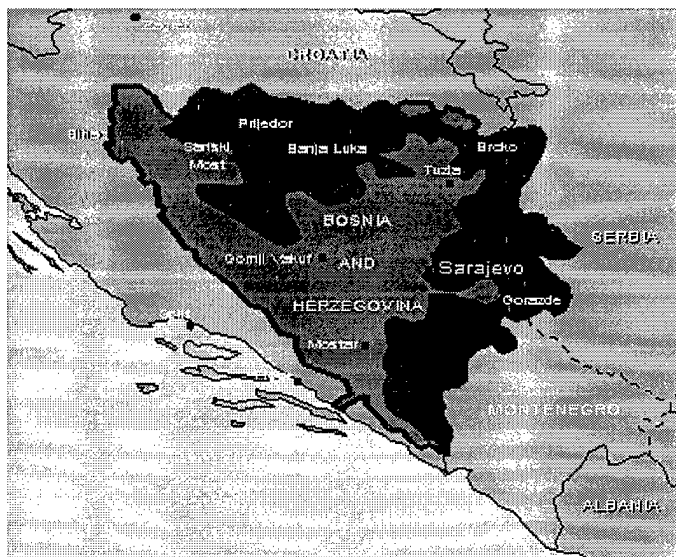 CROATIA
Prijedor
Bihac
Sanski
Most
Banja Luka
Brcko
Tuzla
BOSNIA
SERBIA
Gornji Vakuf
AND
Sarajevo
HERZEGOVINA
Gorazde
Split
Mostar
MONTENEGRO
ALBANIA